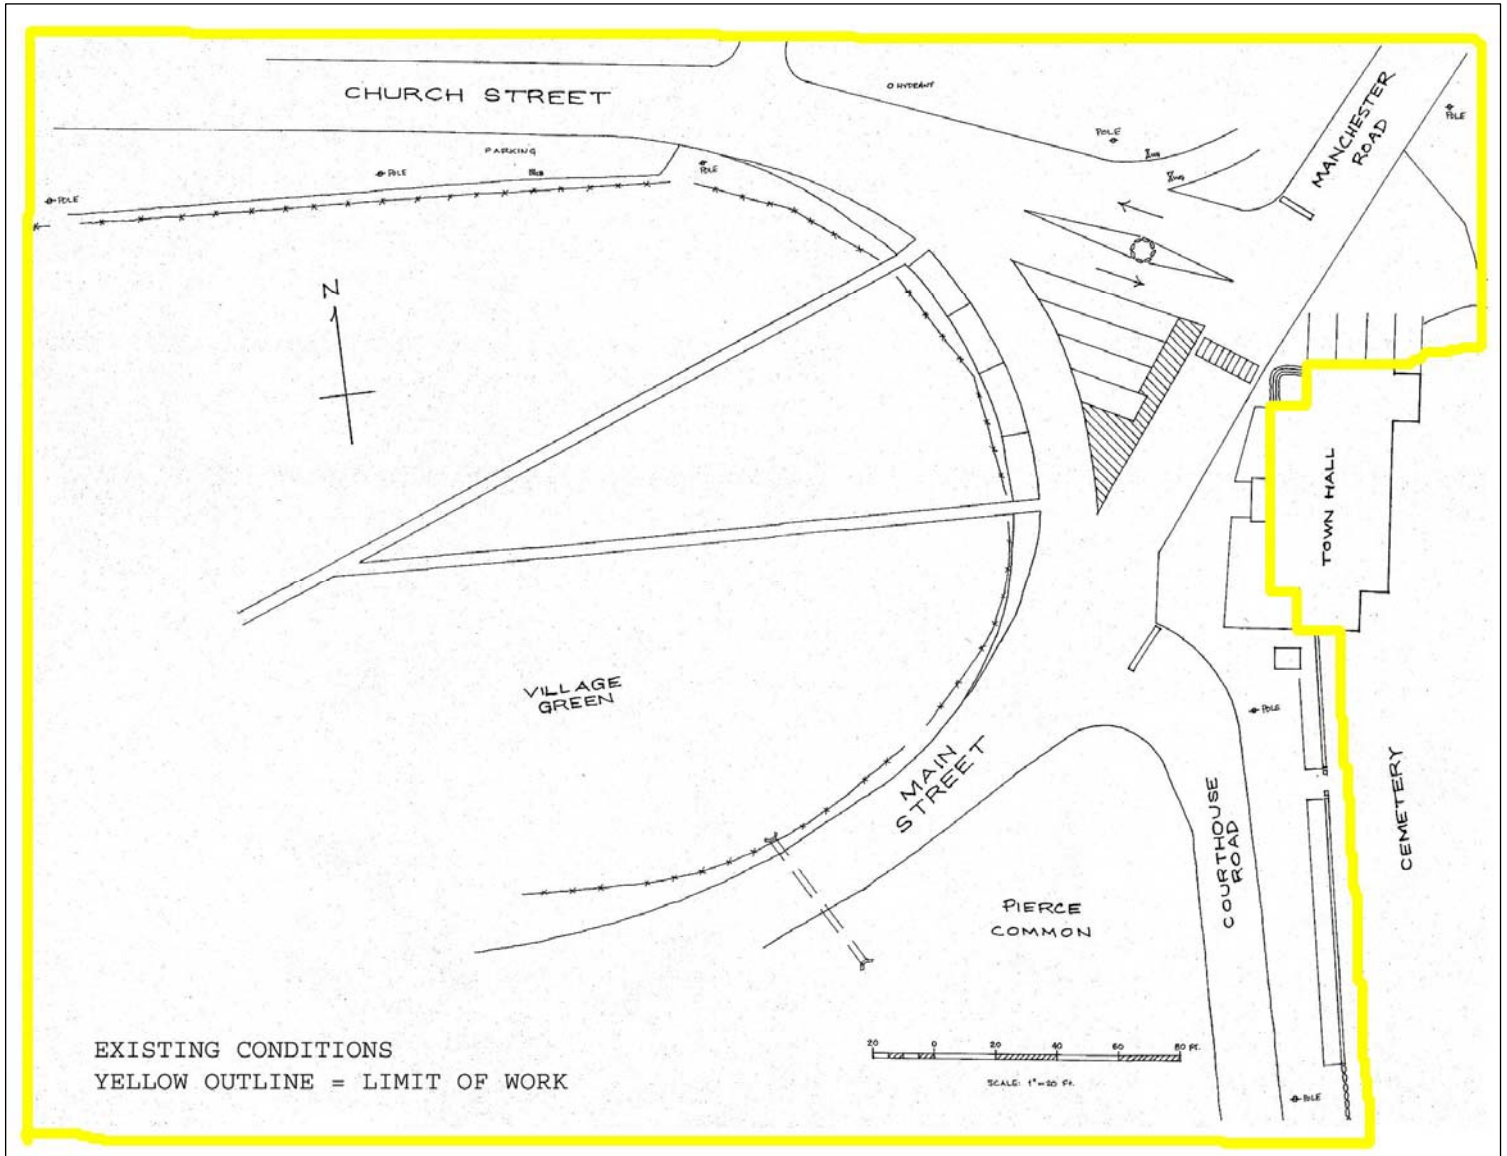 CHURCH STREET
O HYDRANT
MANCHESTER
ROAD
POLE
POLE
PARKING
POLE
POLE
POLE
N
TOWN HALL
VILLAGE
GREEN
POLE
MAIN
STREET
COURTHOUSE
ROAD
CEMETERY
PIERCE
COMMON
EXISTING CONDITIONS
YELLOW OUTLINE = LIMIT OF WORK
20 0 20 40 60 80 FT.
SCALE: 1"=20 Ft.
POLE